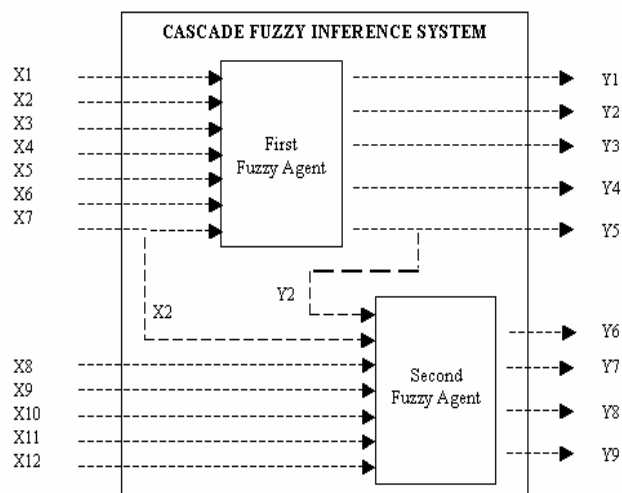 CASCADE FUZZY INFERENCE SYSTEM
X1
X2
X3
X4
X5
X6
X7
First
Fuzzy Agent
Y1
Y2
Y3
Y4
Y5
X2
Y2
X8
X9
X10
X11
X12
Second
Fuzzy Agent
Y6
Y7
Y8
Y9